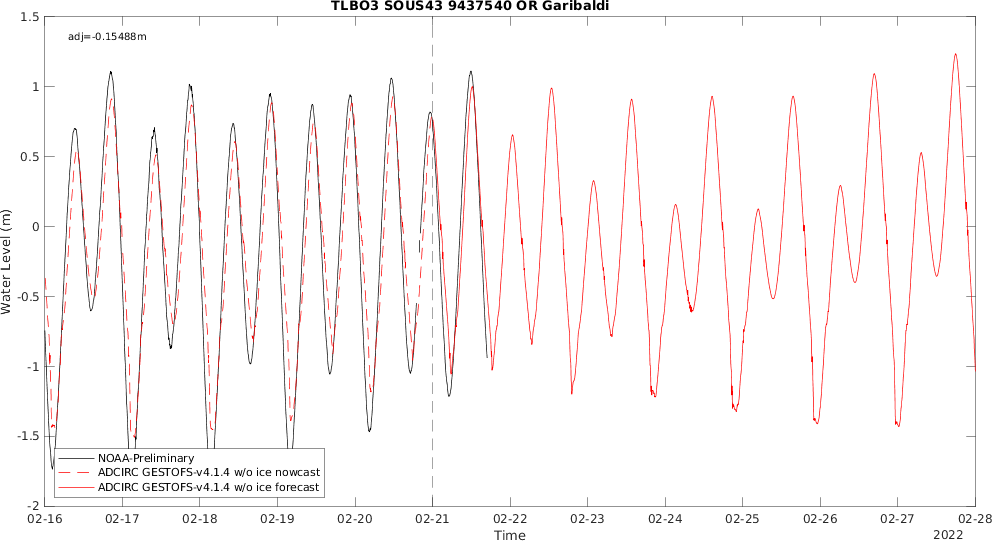 TLBO3 SOUS43 9437540 OR Garibaldi
adj=-0.15488m
1.5
1
0.5
0
-0.5
-1
-1.5
-2
Water Level (m)
NOAA-Preliminary
ADCIRC GESTOFS-v4.1.4 w/o ice nowcast
ADCIRC GESTOFS-v4.1.4 w/o ice forecast
02-16 02-17 02-18 02-19 02-20 02-21 02-22 02-23 02-24 02-25 02-26 02-27 02-28
Time
2022